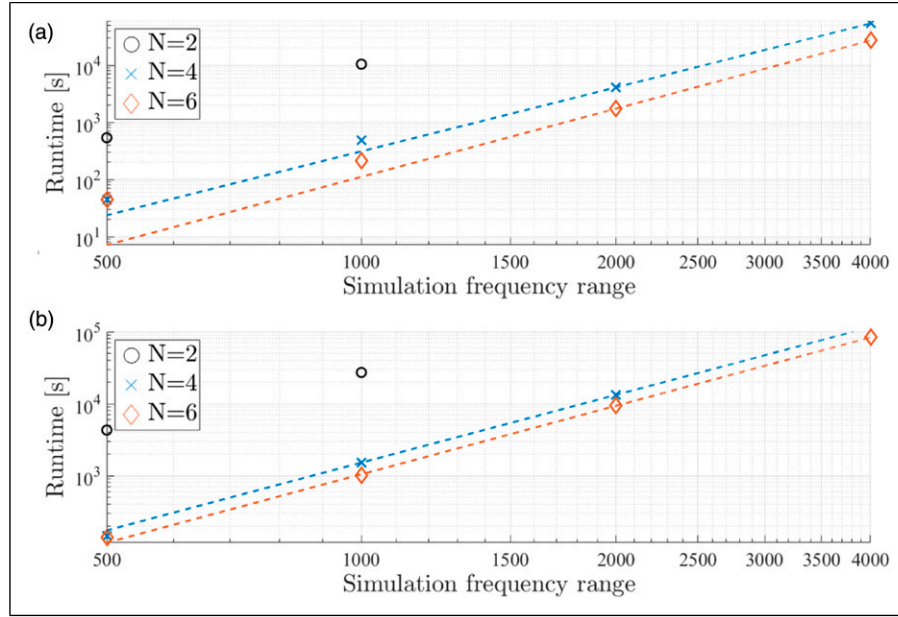 (a)
Runtime [s]
10^4
10^3
10^2
10^1
N=2
N=4
N=6
500 1000 1500 2000 2500 3000 3500 4000
Simulation frequency range
(b)
Runtime [s]
10^5
10^4
10^3
N=2
N=4
N=6
500 1000 1500 2000 2500 3000 3500 4000
Simulation frequency range